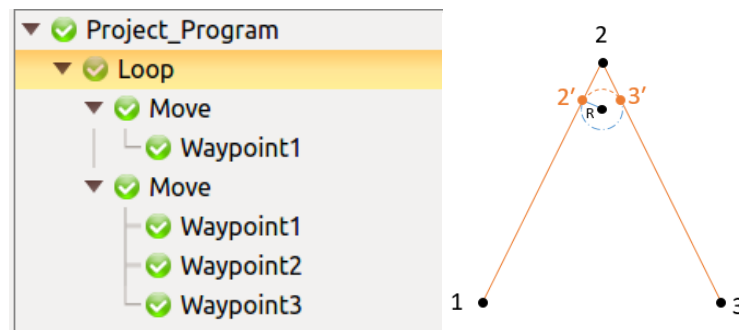 Project_Program
Loop
Move
Waypoint1
Move
Waypoint1
Waypoint2
Waypoint3
2
2′ 3′
R
1 3